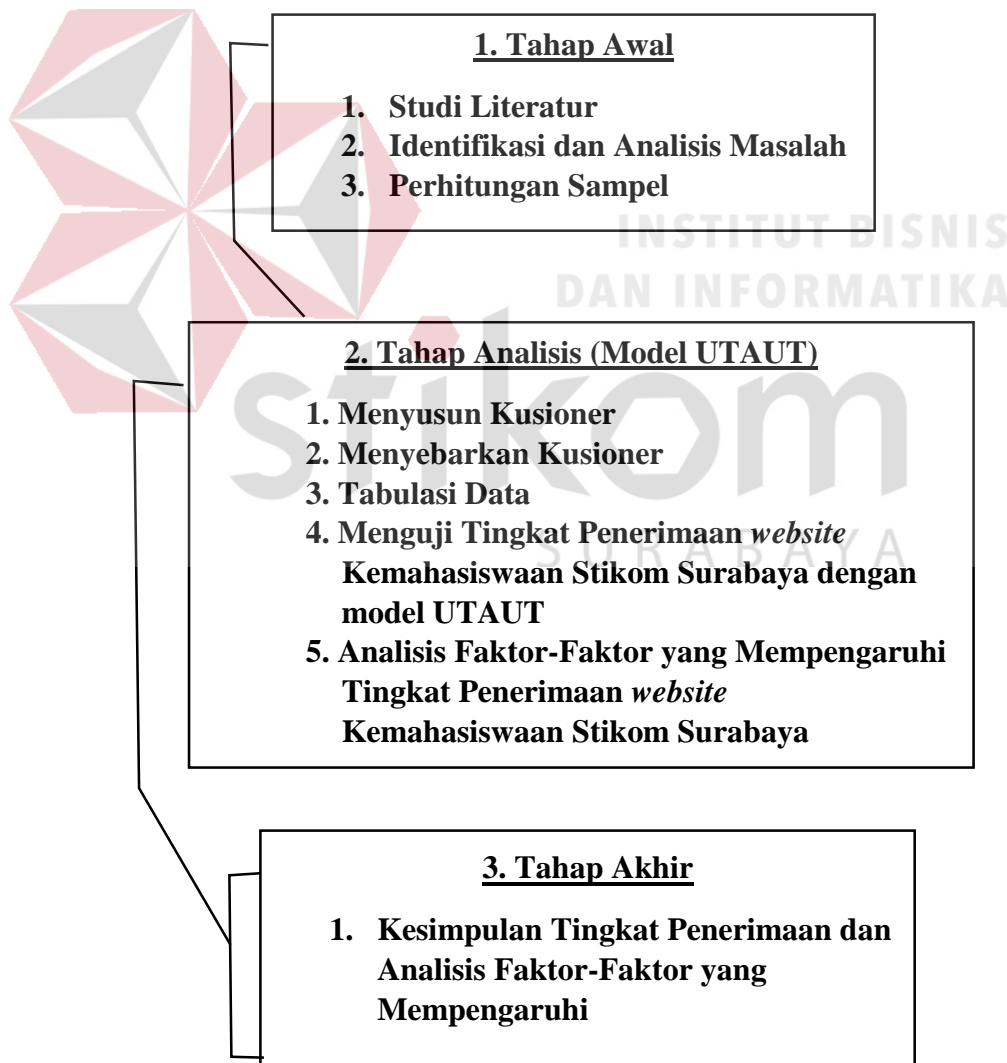 1. Tahap Awal
1. Studi Literatur
2. Identifikasi dan Analisis Masalah
3. Perhitungan Sampel
INSTITUT BISNIS
DAN INFORMATIKA
stikom
SURABAYA
2. Tahap Analisis (Model UTAUT)
1. Menyusun Kusioner
2. Menyebarkan Kusioner
3. Tabulasi Data
4. Menguji Tingkat Penerimaan website
Kemahasiswaan Stikom Surabaya dengan
model UTAUT
5. Analisis Faktor-Faktor yang Mempengaruhi
Tingkat Penerimaan website
Kemahasiswaan Stikom Surabaya
3. Tahap Akhir
1. Kesimpulan Tingkat Penerimaan dan
Analisis Faktor-Faktor yang
Mempengaruhi